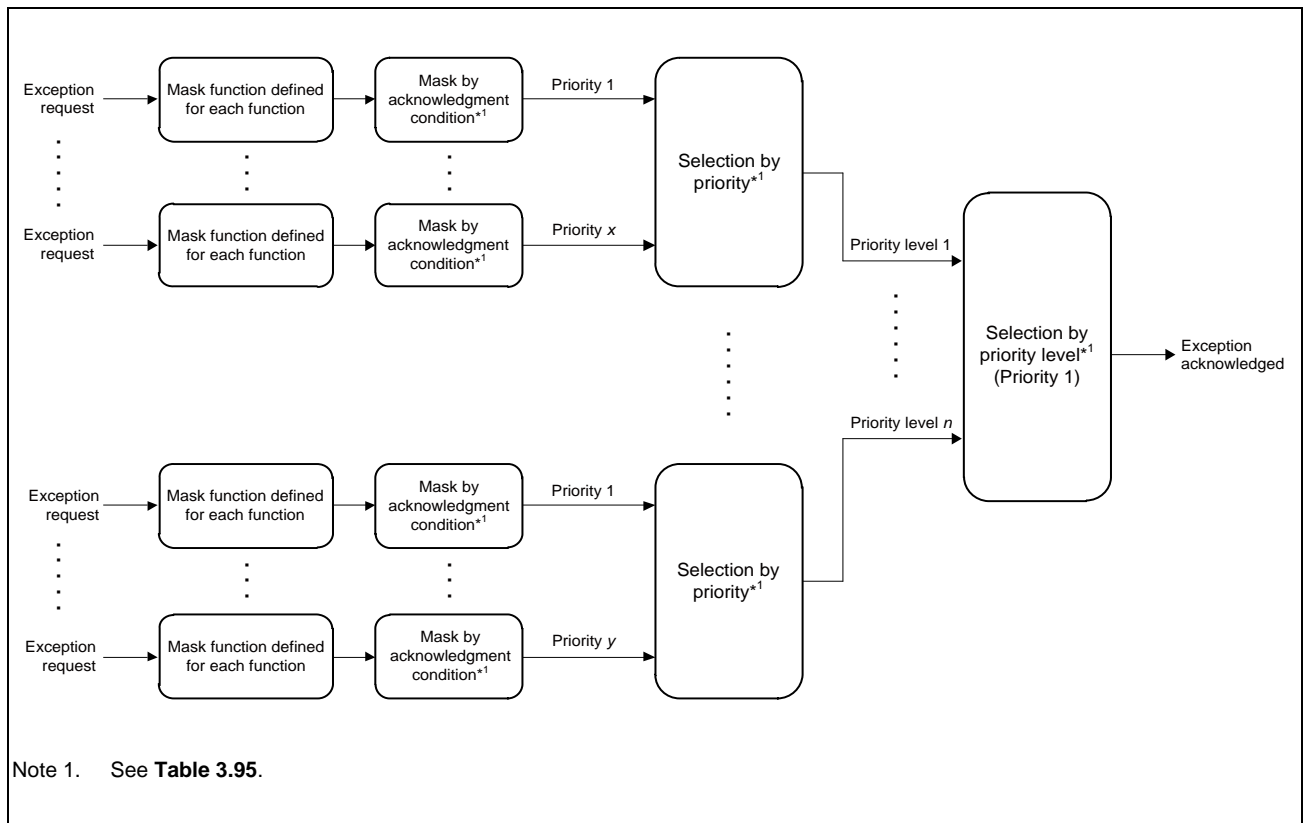 Exception
request
Mask function defined
for each function
Mask by
acknowledgment
condition*1
Priority 1
Exception
request
Mask function defined
for each function
Mask by
acknowledgment
condition*1
Priority x
Selection by
priority*1
Priority level 1
Exception
request
Mask function defined
for each function
Mask by
acknowledgment
condition*1
Priority 1
Exception
request
Mask function defined
for each function
Mask by
acknowledgment
condition*1
Priority y
Selection by
priority*1
Priority level n
Selection by
priority level*1
(Priority 1)
Exception
acknowledged
Note 1. See Table 3.95.